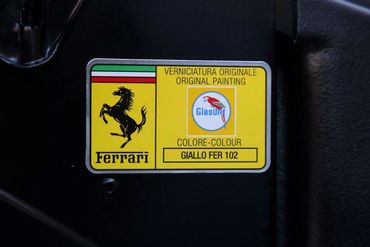 VERNICIATURA ORIGINALE
ORIGINAL PAINTING
Glasurit
COLORE-COLOUR
Ferrari
GIALLO FER 102